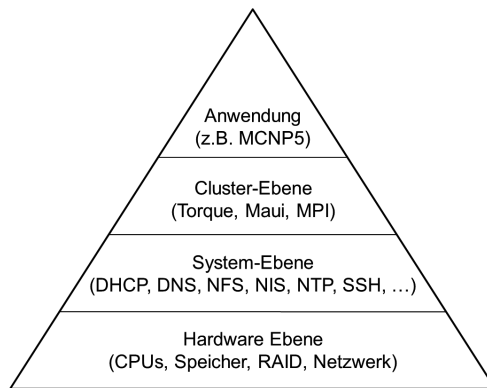 Anwendung
(z.B. MCNP5)
Cluster-Ebene
(Torque, Maui, MPI)
System-Ebene
(DHCP, DNS, NFS, NIS, NTP, SSH, …)
Hardware Ebene
(CPUs, Speicher, RAID, Netzwerk)